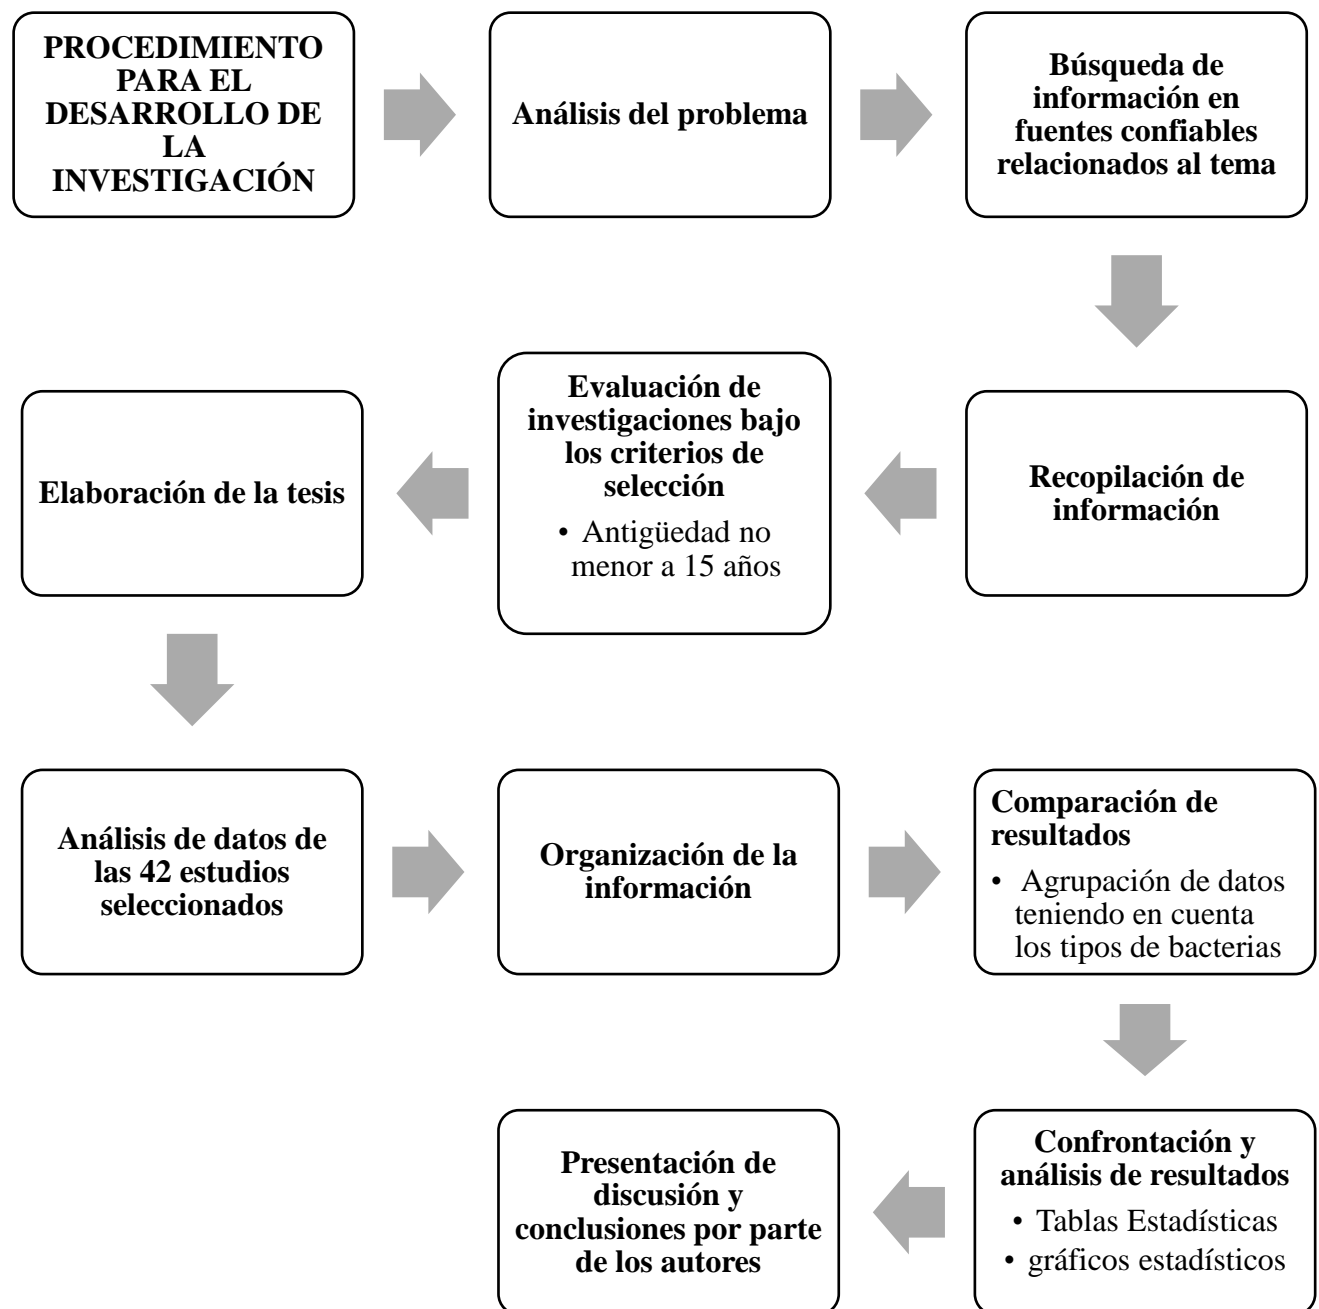 PROCEDIMIENTO
PARA EL
DESARROLLO DE
LA
INVESTIGACIÓN
Análisis del problema
Búsqueda de
información en
fuentes confiables
relacionados al tema
Recopilación de
información
Evaluación de
investigaciones bajo
los criterios de
selección
• Antigüedad no
menor a 15 años
Elaboración de la tesis
Análisis de datos de
las 42 estudios
seleccionados
Organización de la
información
Comparación de
resultados
• Agrupación de datos
teniendo en cuenta
los tipos de bacterias
Confrontación y
análisis de resultados
• Tablas Estadísticas
• gráficos estadísticos
Presentación de
discusión y
conclusiones por parte
de los autores